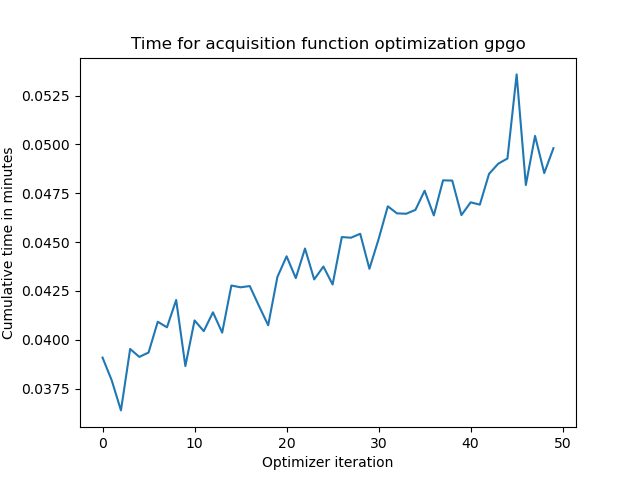 Time for acquisition function optimization gpgo
Cumulative time in minutes
0.0525
0.0500
0.0475
0.0450
0.0425
0.0400
0.0375
0 10 20 30 40 50
Optimizer iteration